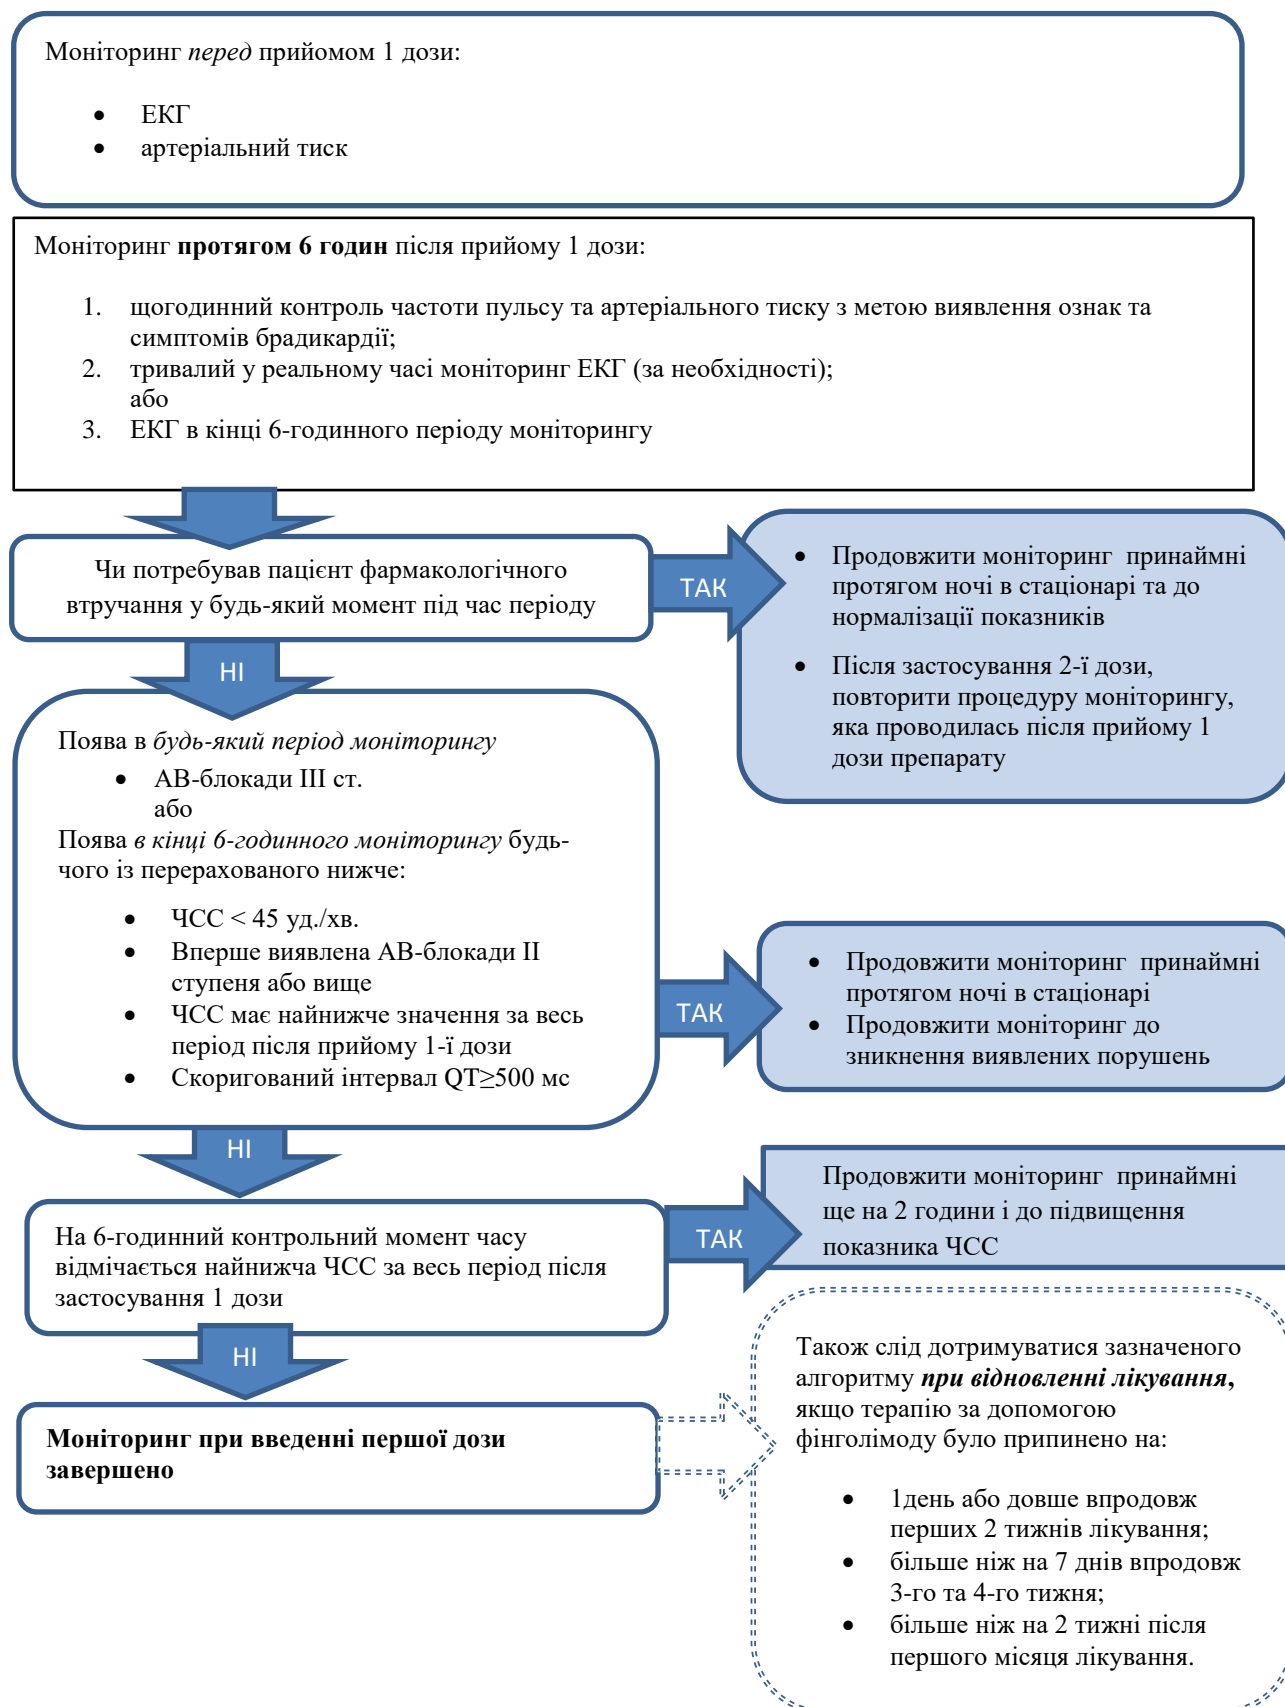 Моніторинг перед прийомом 1 дози:
• ЕКГ
• артеріальний тиск
Моніторинг протягом 6 годин після прийому 1 дози:
1. щогодинний контроль частоти пульсу та артеріального тиску з метою виявлення ознак та
симптомів брадикардії;
2. тривалий у реальному часі моніторинг ЕКГ (за необхідності);
або
3. ЕКГ в кінці 6-годинного періоду моніторингу
Чи потребував пацієнт фармакологічного
втручання у будь-який момент під час періоду
ТАК
• Продовжити моніторинг принаймні
протягом ночі в стаціонарі та до
нормалізації показників
• Після застосування 2-ї дози,
повторити процедуру моніторингу,
яка проводилась після прийому 1
дози препарату
НІ
Поява в будь-який період моніторингу
• АВ-блокади III ст.
або
Поява в кінці 6-годинного моніторингу будь-
чого із перерахованого нижче:
• ЧСС < 45 уд./хв.
• Вперше виявлена АВ-блокади II
ступеня або вище
• ЧСС має найнижче значення за весь
період після прийому 1-ї дози
• Скоригований інтервал QT≥500 мс
ТАК
• Продовжити моніторинг принаймні
протягом ночі в стаціонарі
• Продовжити моніторинг до
зникнення виявлених порушень
НІ
На 6-годинний контрольний момент часу
відмічається найнижча ЧСС за весь період після
застосування 1 дози
ТАК
Продовжити моніторинг принаймні
ще на 2 години і до підвищення
показника ЧСС
НІ
Моніторинг при введенні першої дози
завершено
Також слід дотримуватися зазначеного
алгоритму при відновленні лікування,
якщо терапію за допомогою
фінголімоду було припинено на:
• 1день або довше впродовж
перших 2 тижнів лікування;
• більше ніж на 7 днів впродовж
3-го та 4-го тижня;
• більше ніж на 2 тижні після
першого місяця лікування.